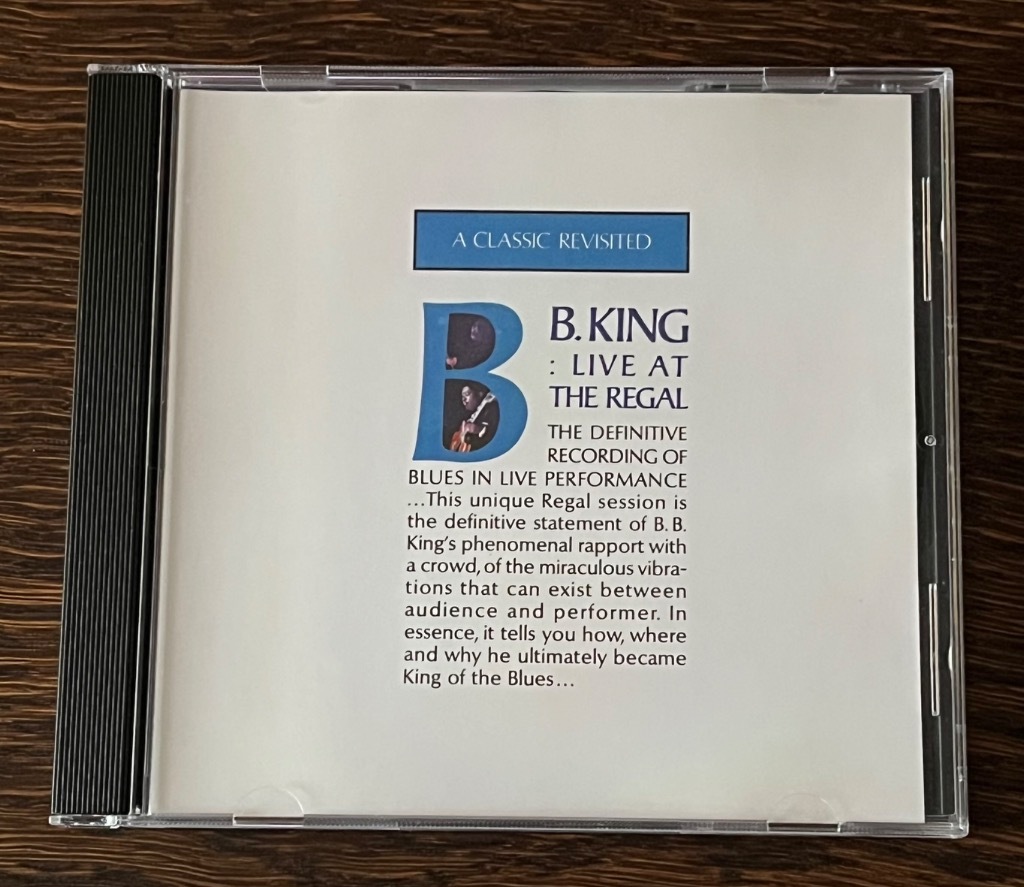 A CLASSIC REVISITED
B B. KING
: LIVE AT
THE REGAL
THE DEFINITIVE
RECORDING OF
BLUES IN LIVE PERFORMANCE
...This unique Regal session is
the definitive statement of B. B.
King's phenomenal rapport with
a crowd, of the miraculous vibra-
tions that can exist between
audience and performer. In
essence, it tells you how, where
and why he ultimately became
King of the Blues...